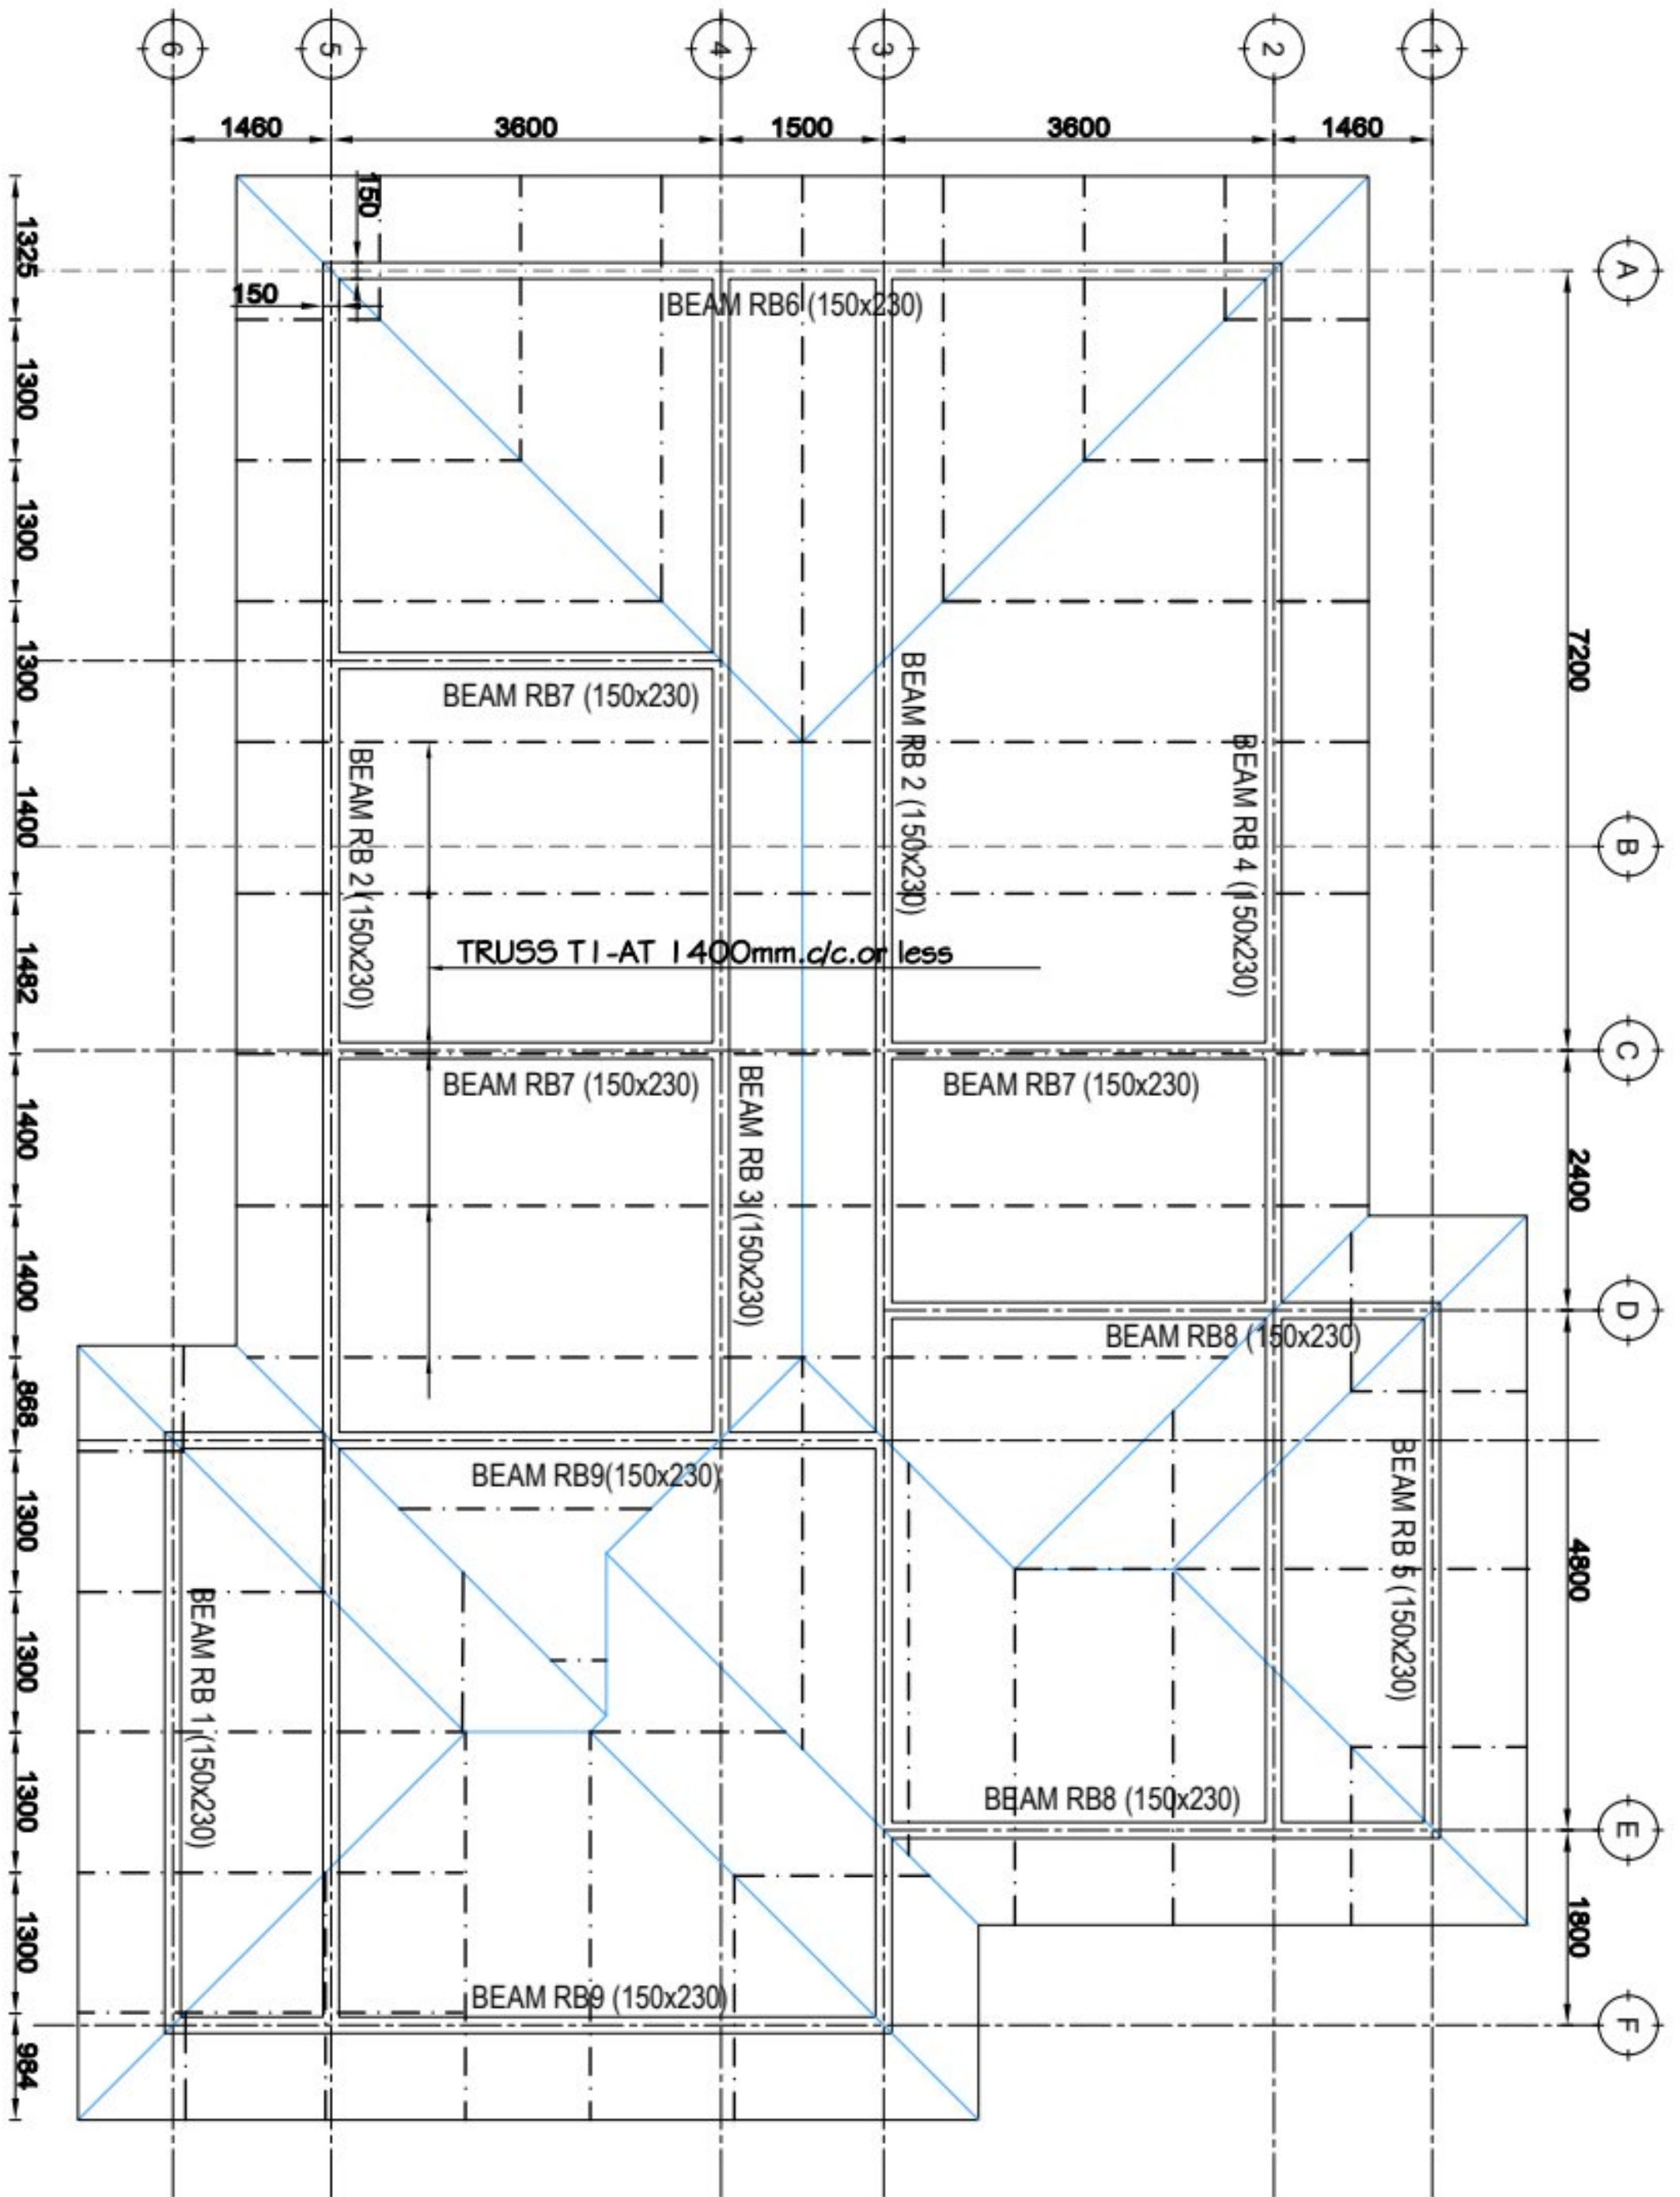 6
5
4
3
2
1
1460
3600
1500
3600
1460
150
150
A
B
C
D
E
F
7200
2400
4800
1800
1325
1300
1300
1300
1400
1482
1400
1400
868
1300
1300
1300
1300
984
BEAM RB6 (150x230)
BEAM RB7 (150x230)
BEAM RB 2 (150x230)
BEAM RB 2 (150x230)
BEAM RB 4 (150x230)
TRUSS T1-AT 1400mm.c/c.or less
BEAM RB7 (150x230)
BEAM RB7 (150x230)
BEAM RB 3 (150x230)
BEAM RB8 (150x230)
BEAM RB9(150x230)
BEAM RB 5 (150x230)
BEAM RB 1 (150x230)
BEAM RB8 (150x230)
BEAM RB9 (150x230)